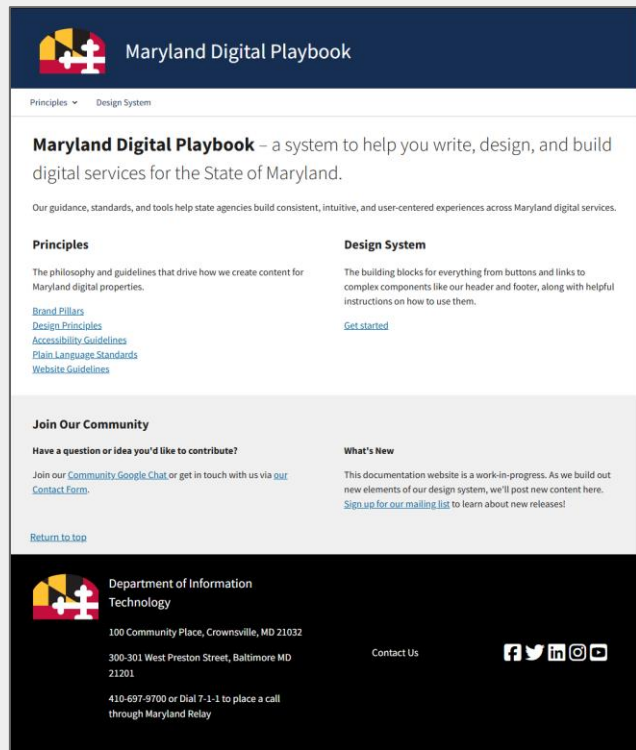 Maryland Digital Playbook
Principles
Design System
Maryland Digital Playbook – a system to help you write, design, and build
digital services for the State of Maryland.
Our guidance, standards, and tools help state agencies build consistent, intuitive, and user-centered experiences across Maryland digital services.
Principles
The philosophy and guidelines that drive how we create content for
Maryland digital properties.
Brand Pillars
Design Principles
Accessibility Guidelines
Plain Language Standards
Website Guidelines
Design System
The building blocks for everything from buttons and links to
complex components like our header and footer, along with helpful
instructions on how to use them.
Get started
Join Our Community
Have a question or idea you'd like to contribute?
Join our Community Google Chat or get in touch with us via our
Contact Form.
What's New
This documentation website is a work-in-progress. As we build out
new elements of our design system, we'll post new content here.
Sign up for our mailing list to learn about new releases!
Return to top
Department of Information
Technology
100 Community Place, Crownsville, MD 21032
300-301 West Preston Street, Baltimore MD
21201
410-697-9700 or Dial 7-1-1 to place a call
through Maryland Relay
Contact Us